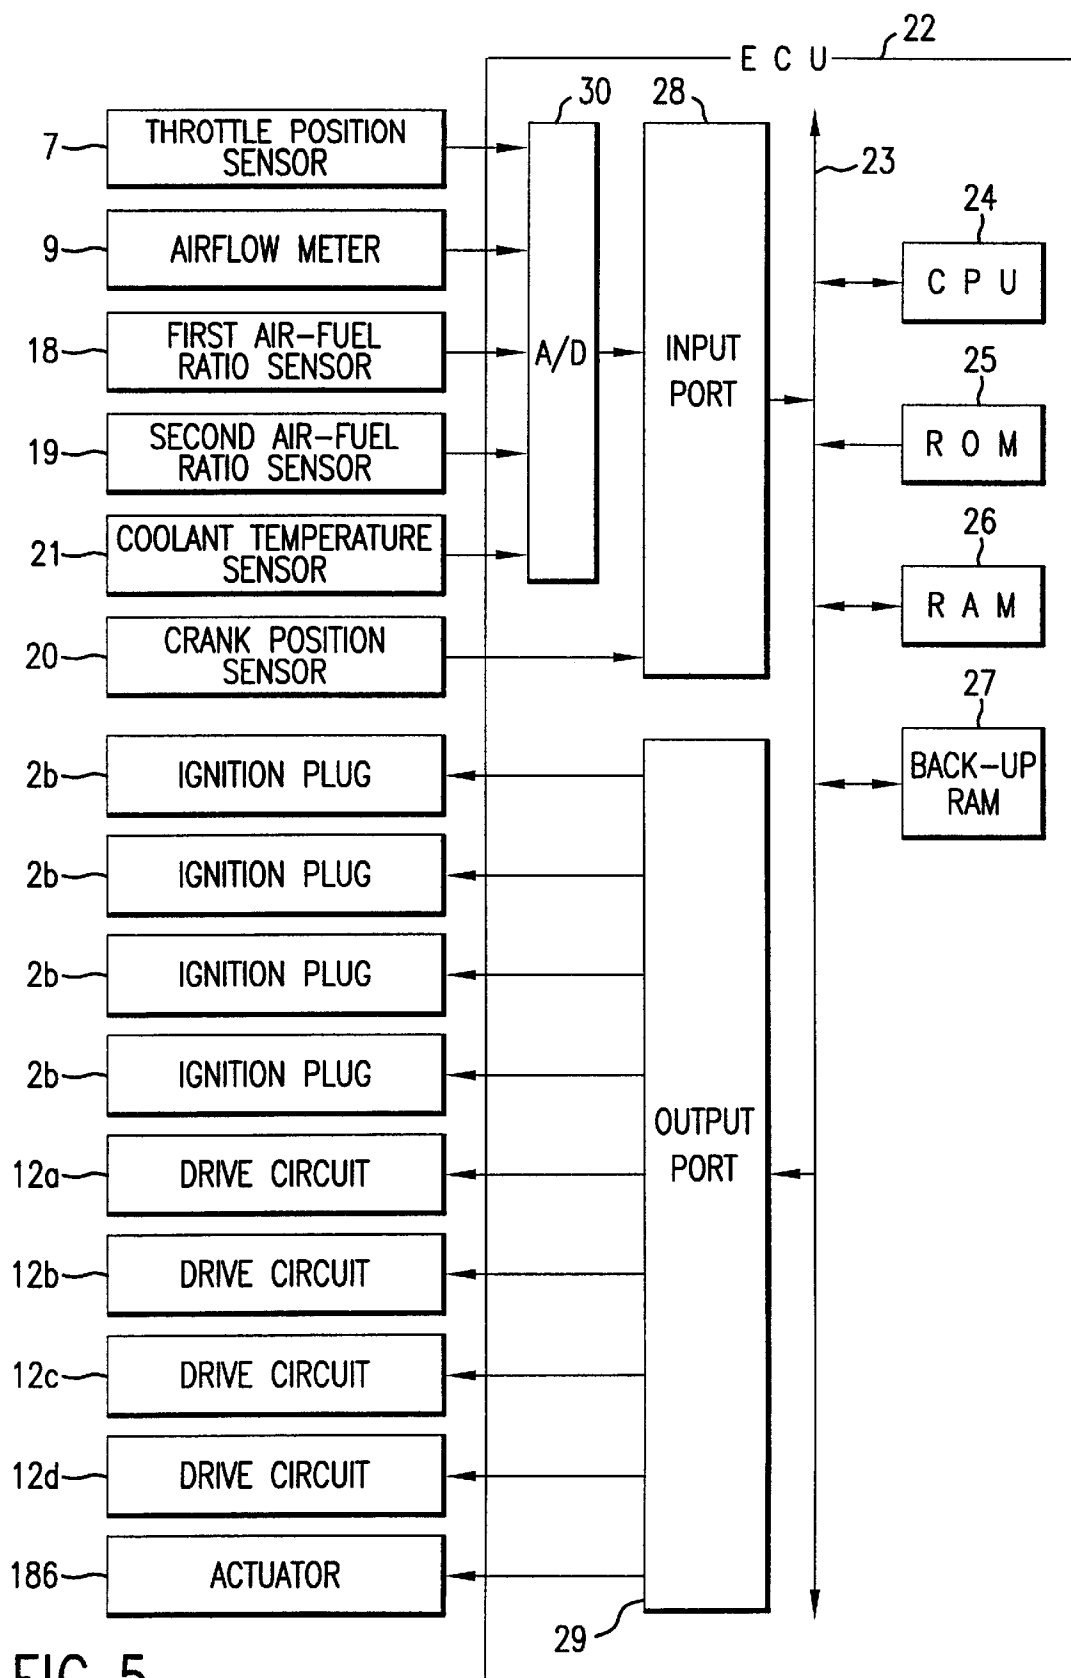 E C U 22
30
28
7 THROTTLE POSITION
SENSOR
23
24
9 AIRFLOW METER
C P U
18 FIRST AIR-FUEL
RATIO SENSOR
A/D
INPUT
PORT
25
19 SECOND AIR-FUEL
RATIO SENSOR
R O M
26
21 COOLANT TEMPERATURE
SENSOR
R A M
20 CRANK POSITION
SENSOR
27
BACK-UP
RAM
2b IGNITION PLUG
2b IGNITION PLUG
2b IGNITION PLUG
2b IGNITION PLUG
OUTPUT
PORT
12a DRIVE CIRCUIT
12b DRIVE CIRCUIT
12c DRIVE CIRCUIT
12d DRIVE CIRCUIT
186 ACTUATOR
29
FIG. 5